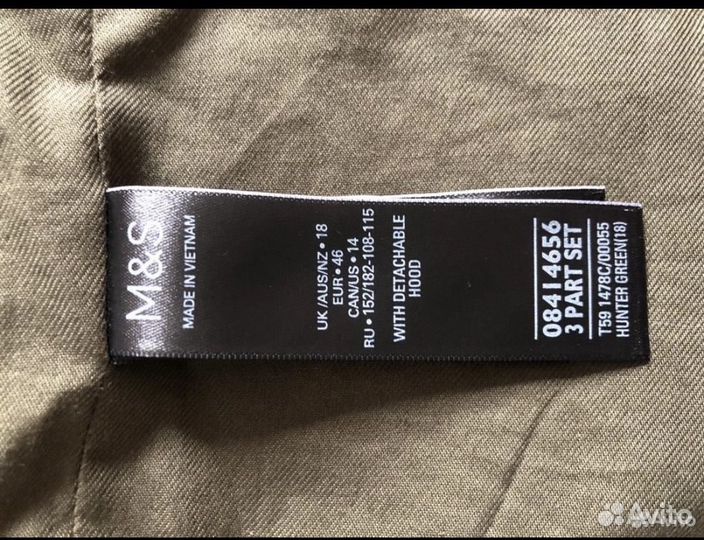 M&S
MADE IN VIETNAM
UK/AUS/NZ • 18
EUR • 46
CAN/US • 14
RU • 152/182-108-115
WITH DETACHABLE
HOOD
08414656
3 PART SET
T59 1478C/00055
HUNTER GREEN(18)
Avito